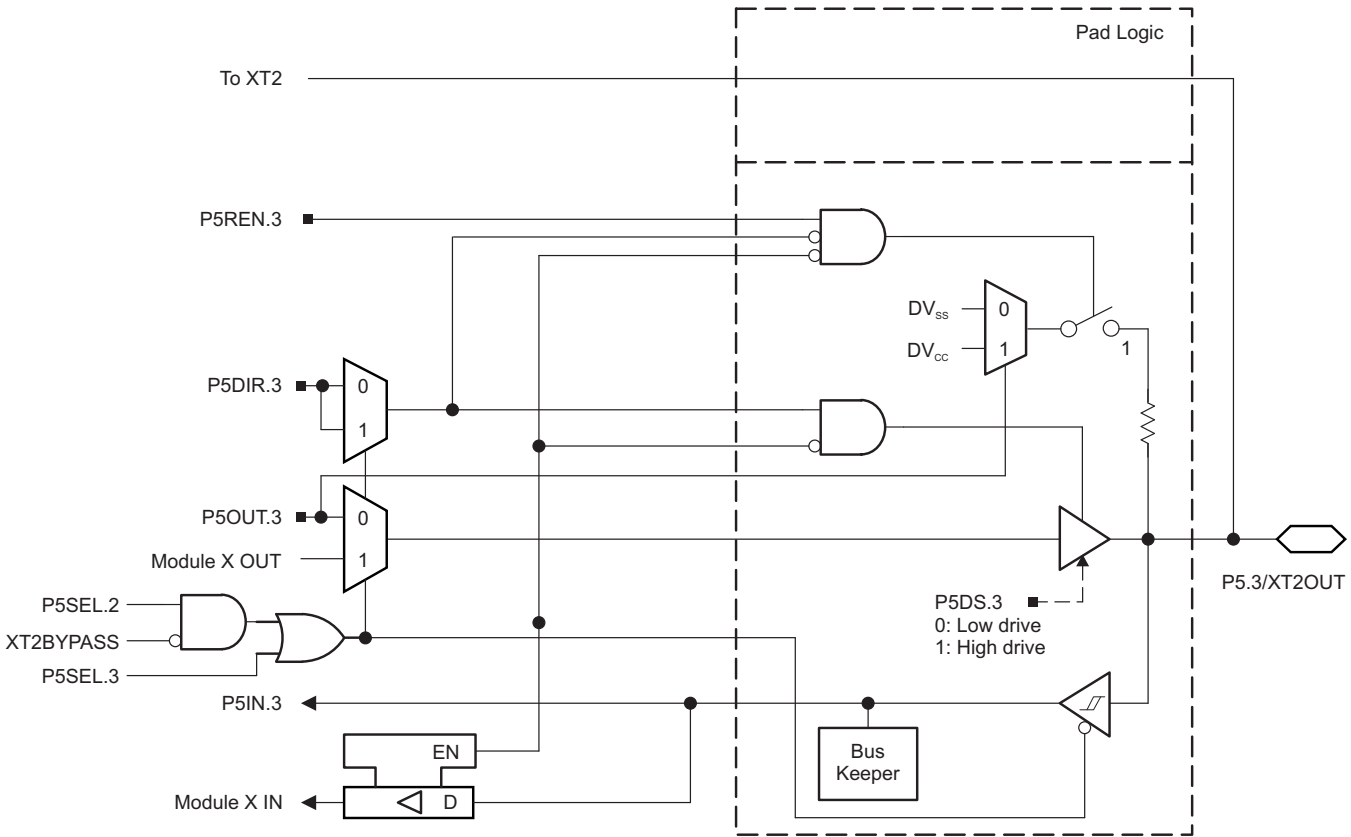 Pad Logic
To XT2
P5REN.3
DVSS
0
DVCC
1
1
P5DIR.3
0
1
P5OUT.3
0
Module X OUT
1
P5.3/XT2OUT
P5SEL.2
XT2BYPASS
P5SEL.3
P5DS.3
0: Low drive
1: High drive
P5IN.3
EN
Bus
Keeper
Module X IN
D